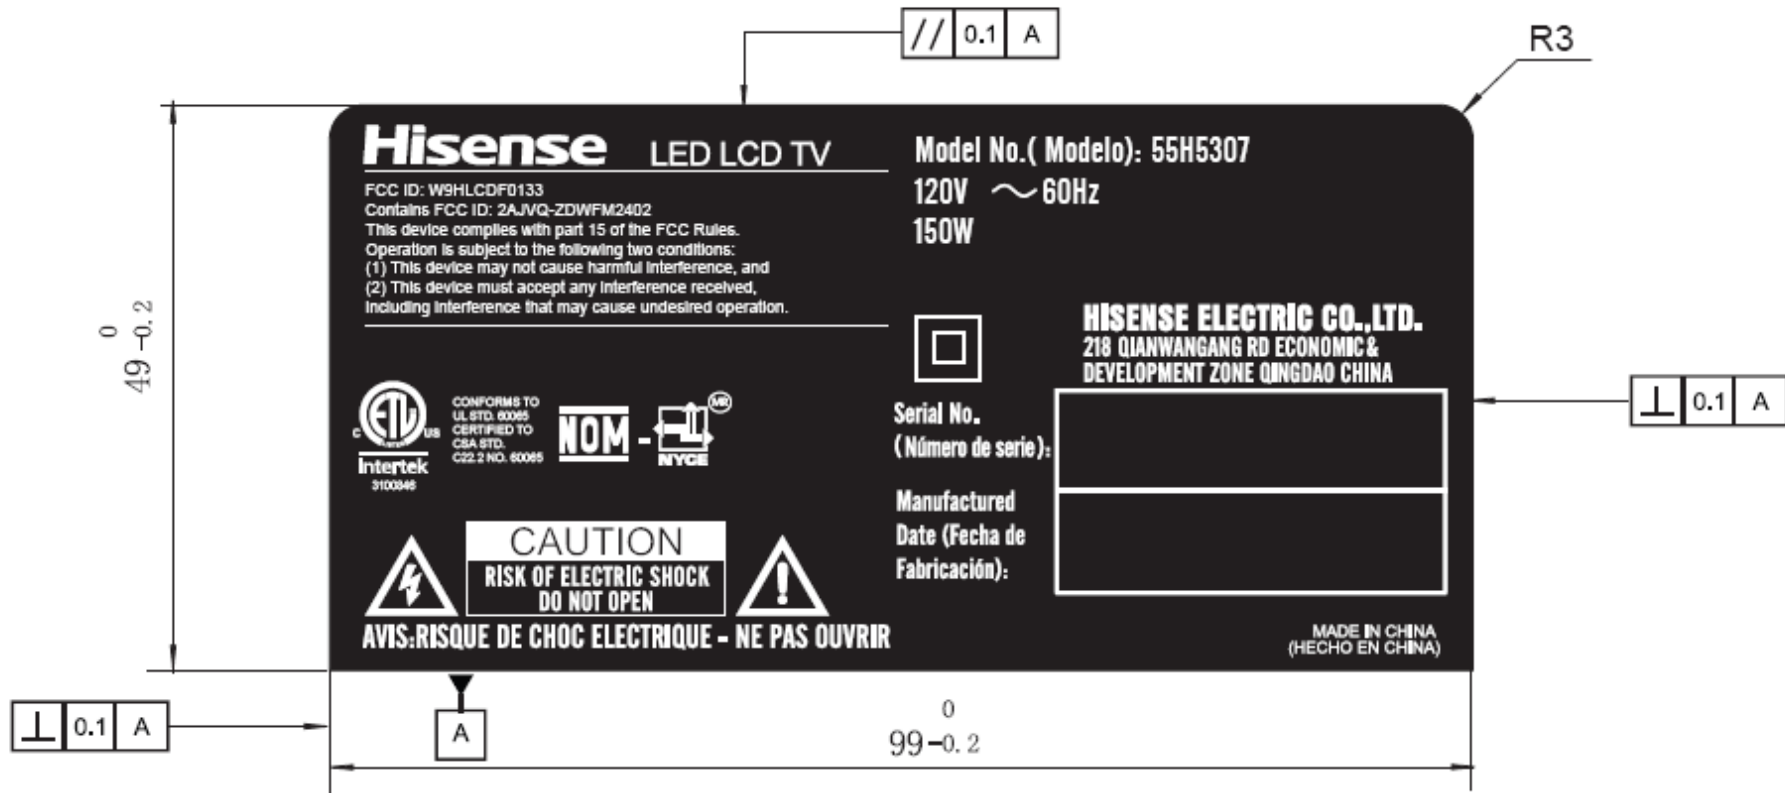 // 0.1 A
R3
Hisense LED LCD TV
FCC ID: W9HLCDF0133
Contains FCC ID: 2AJVQ-ZDWFM2402
This device complies with part 15 of the FCC Rules.
Operation is subject to the following two conditions:
(1) This device may not cause harmful interference, and
(2) This device must accept any interference received,
including interference that may cause undesired operation.
Model No.( Modelo): 55H5307
120V ～ 60Hz
150W
HISENSE ELECTRIC CO.,LTD.
218 QIANWANGANG RD ECONOMIC &
DEVELOPMENT ZONE QINGDAO CHINA
0
49-0.2
ETL
C US
Intertek
3100346
CONFORMS TO
UL STD. 60065
CERTIFIED TO
CSA STD.
C22.2 NO. 60065
NOM -
MR
NYCE
Serial No.
(Número de serie):
Manufactured
Date (Fecha de
Fabricación):
⊥ 0.1 A
CAUTION
RISK OF ELECTRIC SHOCK
DO NOT OPEN
AVIS:RISQUE DE CHOC ELECTRIQUE - NE PAS OUVRIR
MADE IN CHINA
(HECHO EN CHINA)
⊥ 0.1 A
A
0
99-0.2